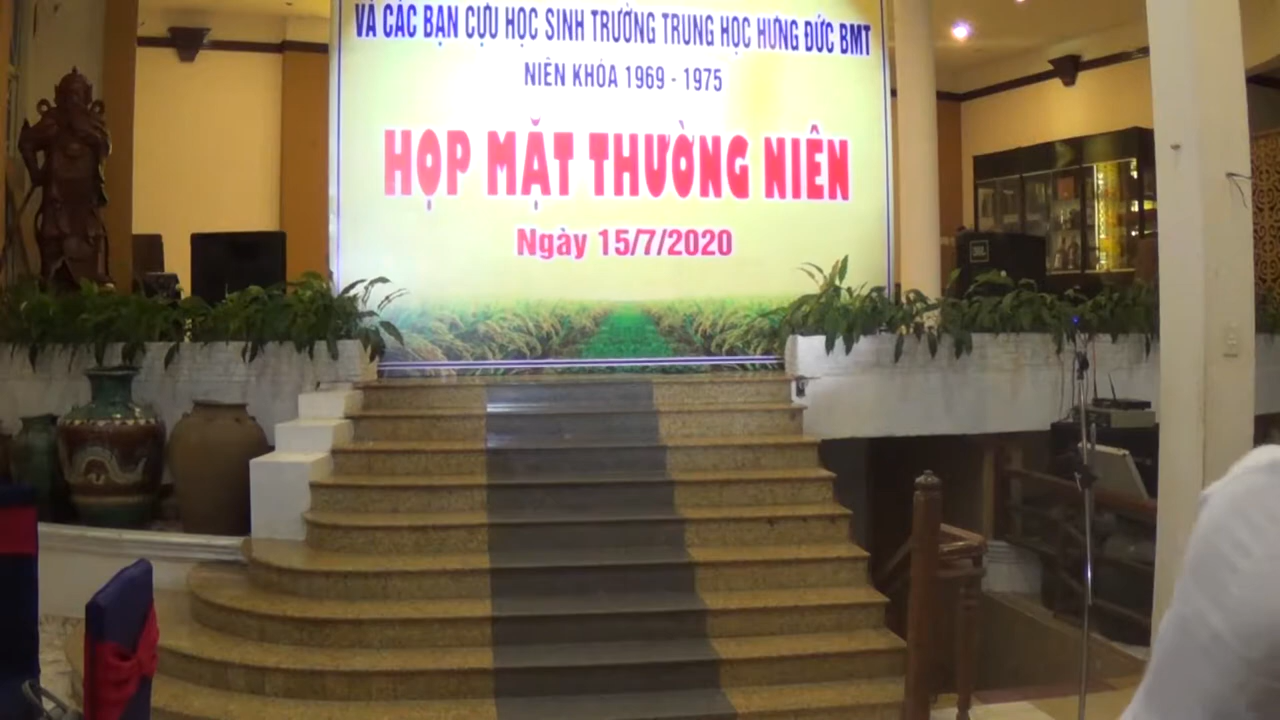 VÀ CÁC BẠN CỰU HỌC SINH TRƯỜNG TRUNG HỌC HƯNG ĐỨC BMT
NIÊN KHÓA 1969 - 1975
HỌP MẶT THƯỜNG NIÊN
Ngày 15/7/2020
JBL